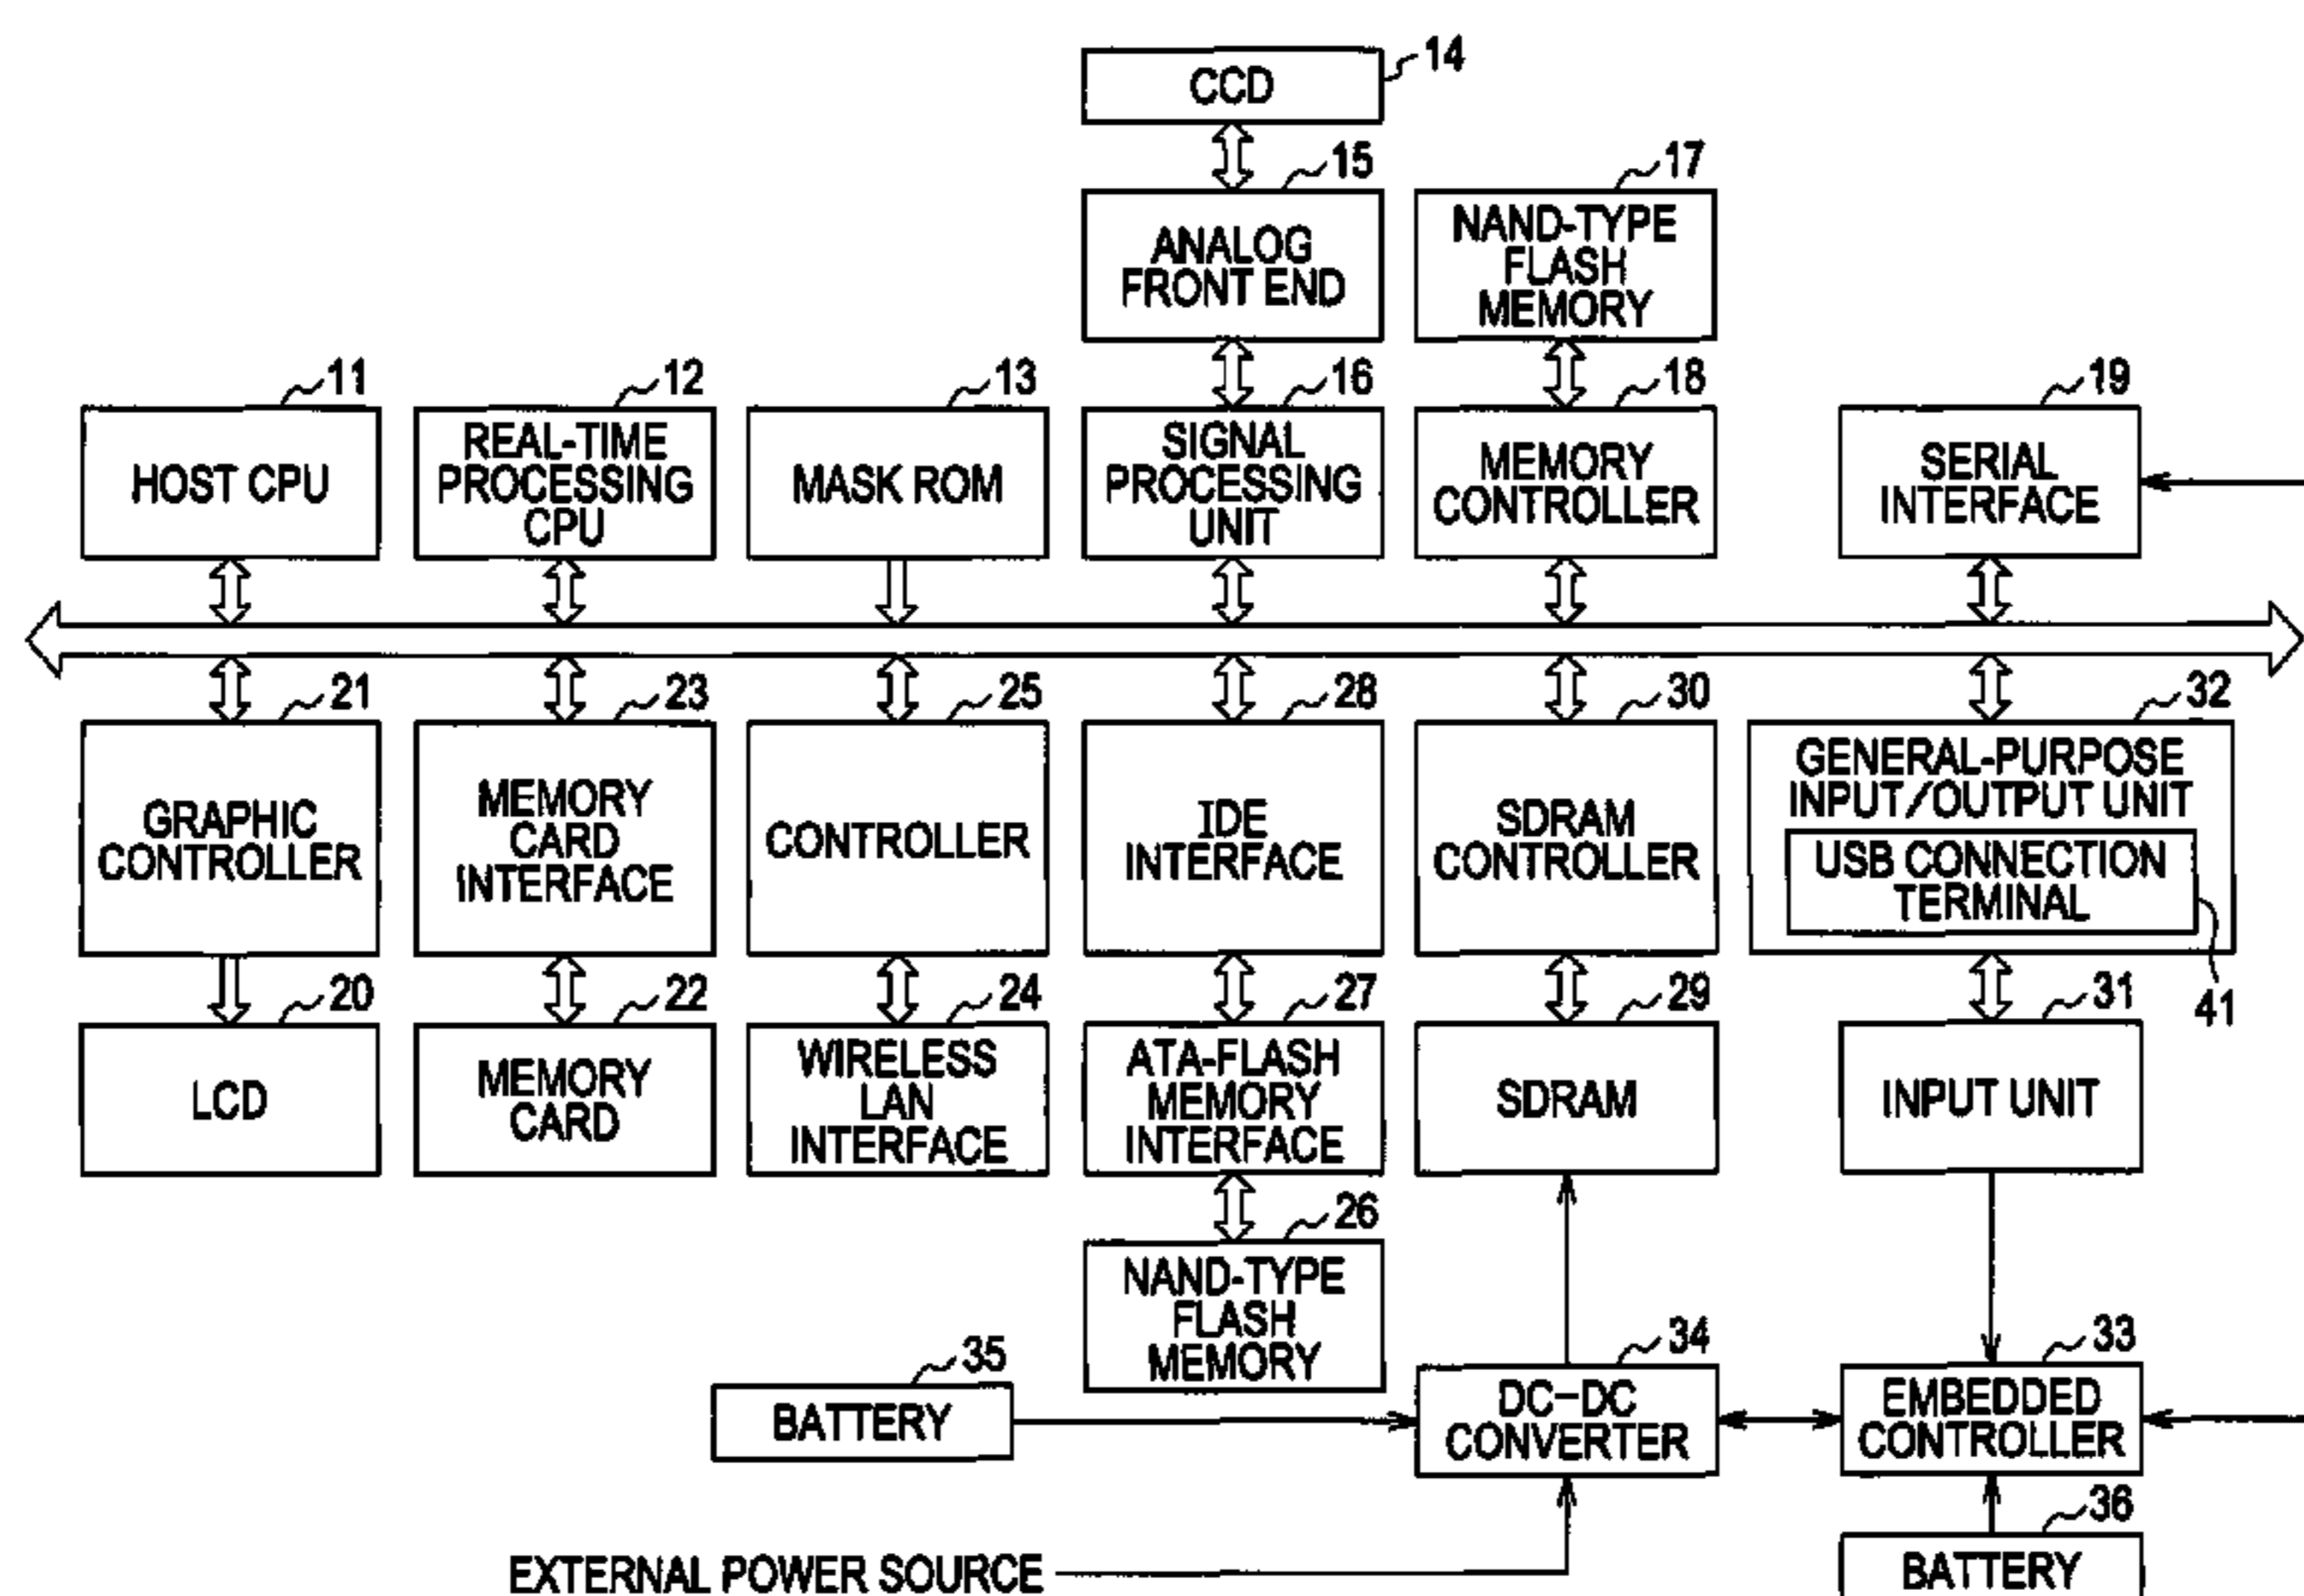 CCD
14
15
17
ANALOG
FRONT END
NAND-TYPE
FLASH
MEMORY
11
12
13
16
18
19
HOST CPU
REAL-TIME
PROCESSING
CPU
MASK ROM
SIGNAL
PROCESSING
UNIT
MEMORY
CONTROLLER
SERIAL
INTERFACE
21
23
25
28
30
32
GRAPHIC
CONTROLLER
MEMORY
CARD
INTERFACE
CONTROLLER
IDE
INTERFACE
SDRAM
CONTROLLER
GENERAL-PURPOSE
INPUT/OUTPUT UNIT
USB CONNECTION
TERMINAL
41
20
22
24
27
29
31
LCD
MEMORY
CARD
WIRELESS
LAN
INTERFACE
ATA-FLASH
MEMORY
INTERFACE
SDRAM
INPUT UNIT
26
NAND-TYPE
FLASH
MEMORY
35
34
33
BATTERY
DC-DC
CONVERTER
EMBEDDED
CONTROLLER
36
EXTERNAL POWER SOURCE
BATTERY